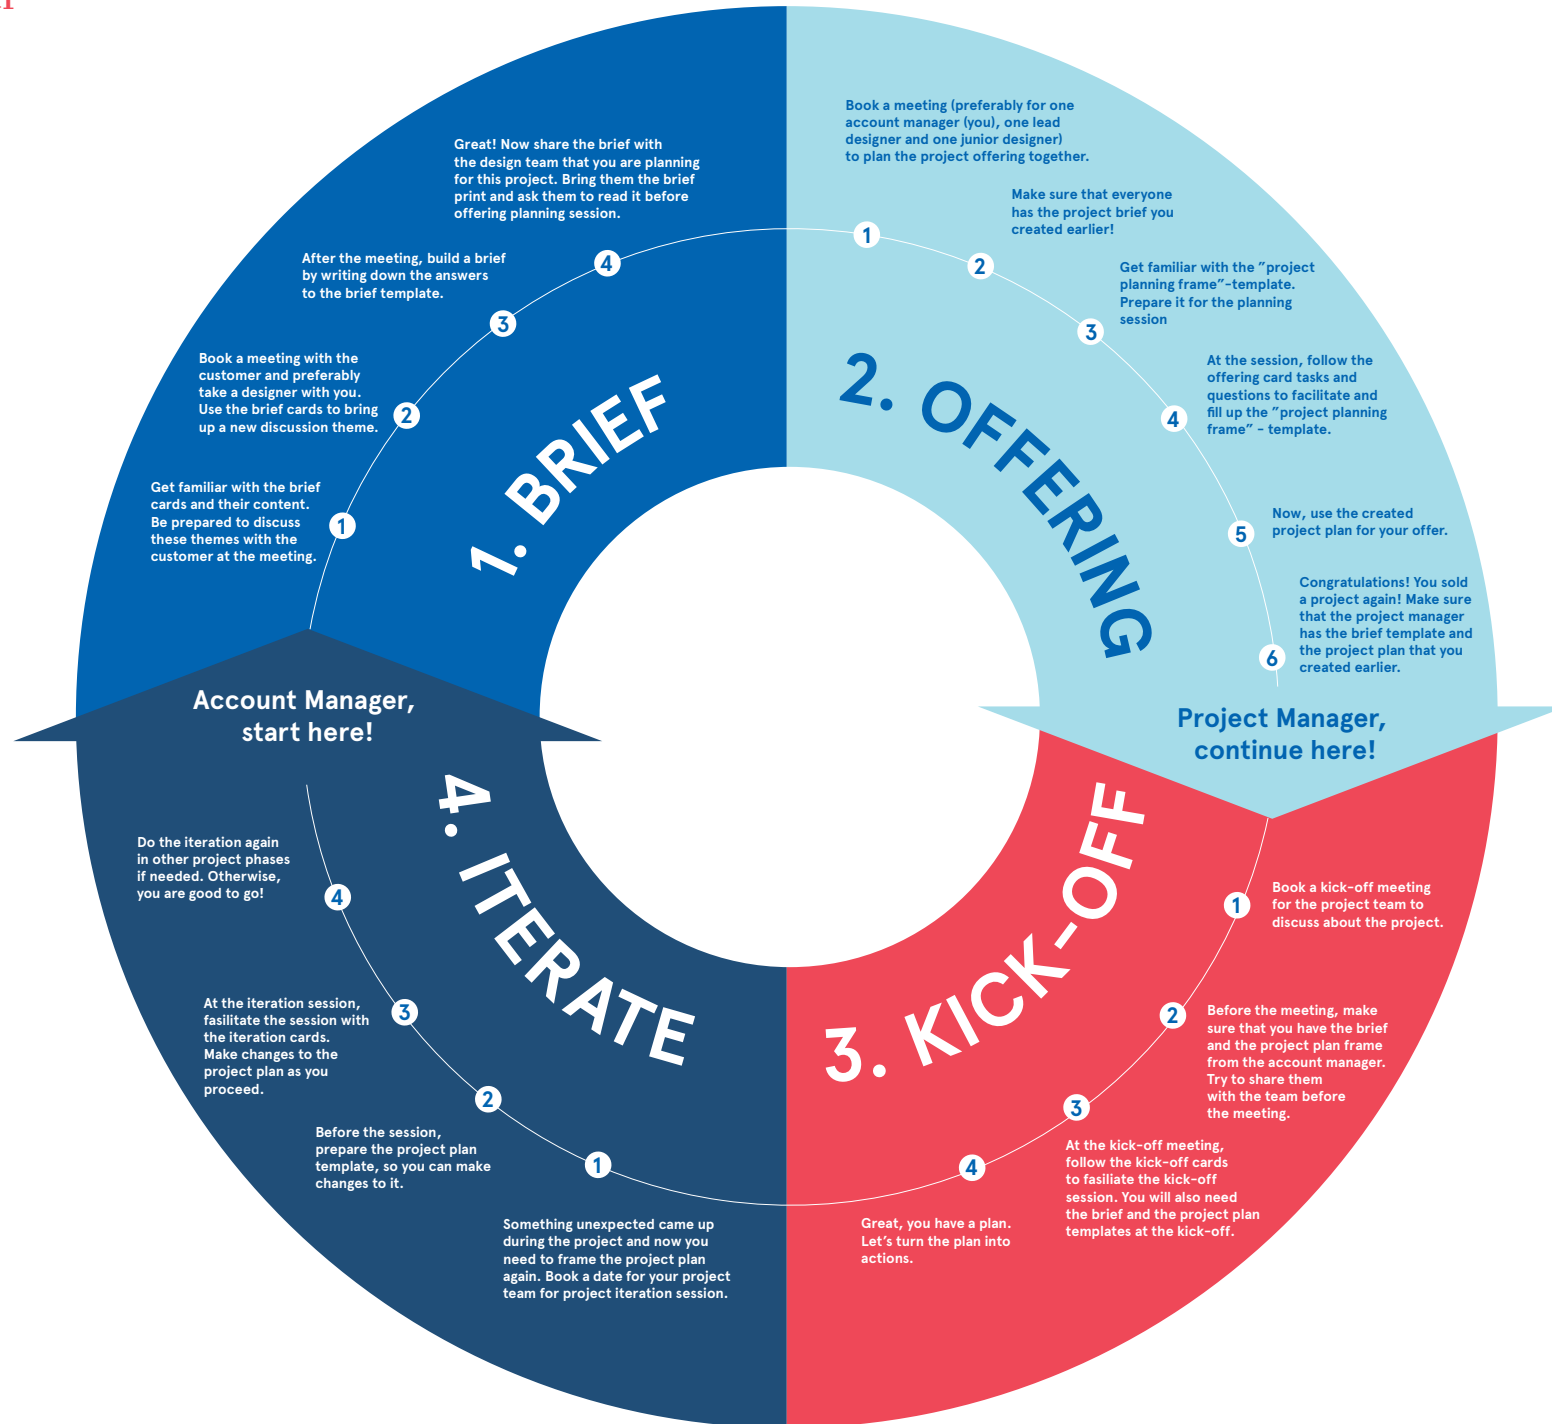 1. BRIEF
Account Manager,
start here!
1
Get familiar with the brief
cards and their content.
Be prepared to discuss
these themes with the
customer at the meeting.
2
Book a meeting with the
customer and preferably
take a designer with you.
Use the brief cards to bring
up a new discussion theme.
3
After the meeting, build a brief
by writing down the answers
to the brief template.
4
Great! Now share the brief with
the design team that you are planning
for this project. Bring them the brief
print and ask them to read it before
offering planning session.
2. OFFERING
1
Book a meeting (preferably for one
account manager (you), one lead
designer and one junior designer)
to plan the project offering together.
2
Make sure that everyone
has the project brief you
created earlier!
3
Get familiar with the ”project
planning frame”-template.
Prepare it for the planning
session
4
At the session, follow the
offering card tasks and
questions to facilitate and
fill up the ”project planning
frame” - template.
5
Now, use the created
project plan for your offer.
6
Congratulations! You sold
a project again! Make sure
that the project manager
has the brief template and
the project plan that you
created earlier.
Project Manager,
continue here!
3. KICK-OFF
1
Book a kick-off meeting
for the project team to
discuss about the project.
2
Before the meeting, make
sure that you have the brief
and the project plan frame
from the account manager.
Try to share them
with the team before
the meeting.
3
At the kick-off meeting,
follow the kick-off cards
to fasiliate the kick-off
session. You will also need
the brief and the project plan
templates at the kick-off.
4
Great, you have a plan.
Let’s turn the plan into
actions.
4. ITERATE
1
Something unexpected came up
during the project and now you
need to frame the project plan
again. Book a date for your project
team for project iteration session.
2
Before the session,
prepare the project plan
template, so you can make
changes to it.
3
At the iteration session,
fasilitate the session with
the iteration cards.
Make changes to the
project plan as you
proceed.
4
Do the iteration again
in other project phases
if needed. Otherwise,
you are good to go!